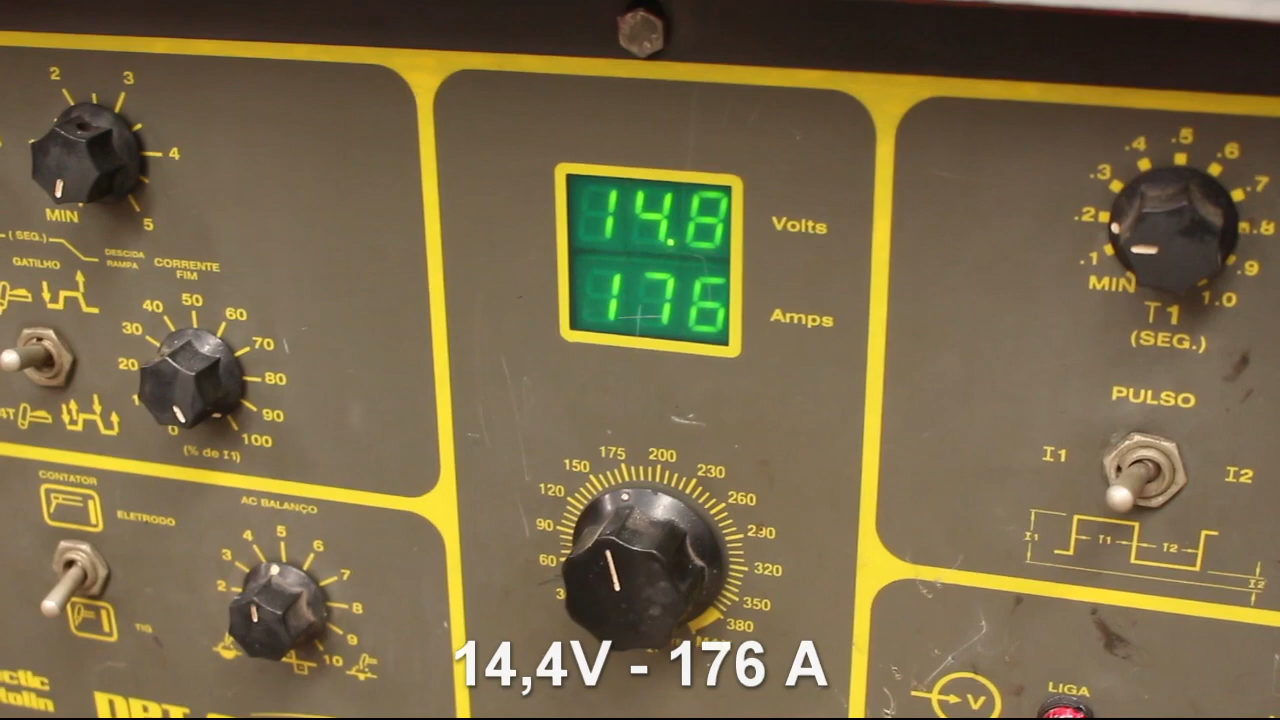 2 3
4
5
MIN
(SEG.)
GATILHO
DESCIDA
RAMPA
CORRENTE
FIM
20 30 40 50 60 70 80 90 100
0
(% de I1)
4T
CONTATOR
ELETRODO
TIG
AC BALANÇO
2 3 4 5 6 7 8 9 10
14.8
Volts
176
Amps
60 90 120 150 175 200 230 260 290 320 350 380
.1 .2 .3 .4 .5 .6 .7 .8 .9 1.0
MIN
T1
(SEG.)
PULSO
I1
I2
I1
T1
T2
I2
V
LIGA
14,4V - 176 A